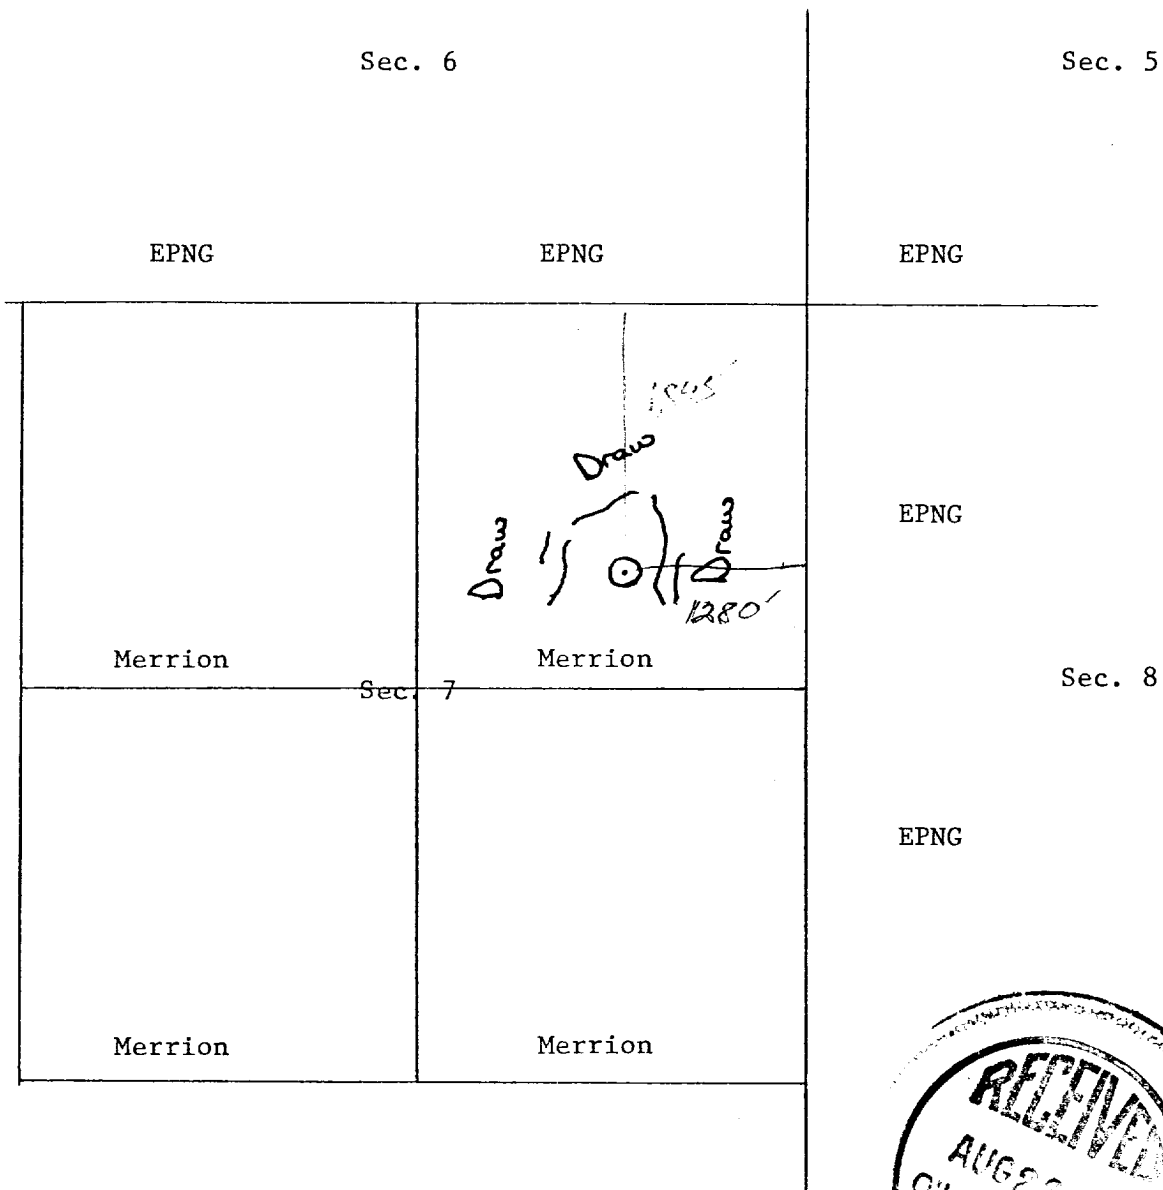 Sec. 6
Sec. 5
EPNG
EPNG
EPNG
Draw
Draw
Draw
EPNG
1280'
Merrion
Merrion
Sec. 7
Sec. 8
EPNG
Merrion
Merrion
RECEIVED
AUG